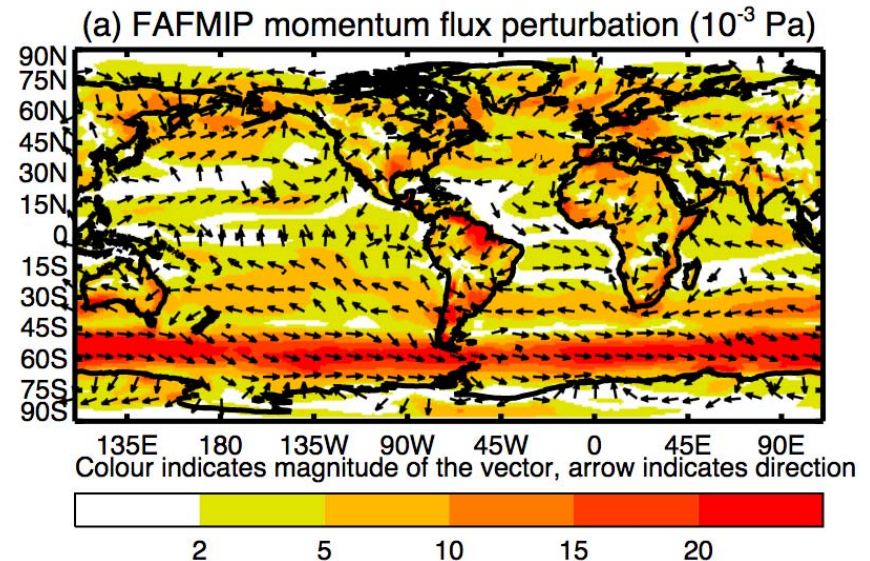 (a) FAFMIP momentum flux perturbation (10⁻³ Pa)
90N
75N
60N
45N
30N
15N
0
15S
30S
45S
60S
75S
90S
135E 180 135W 90W 45W 0 45E 90E
Colour indicates magnitude of the vector, arrow indicates direction
2 5 10 15 20